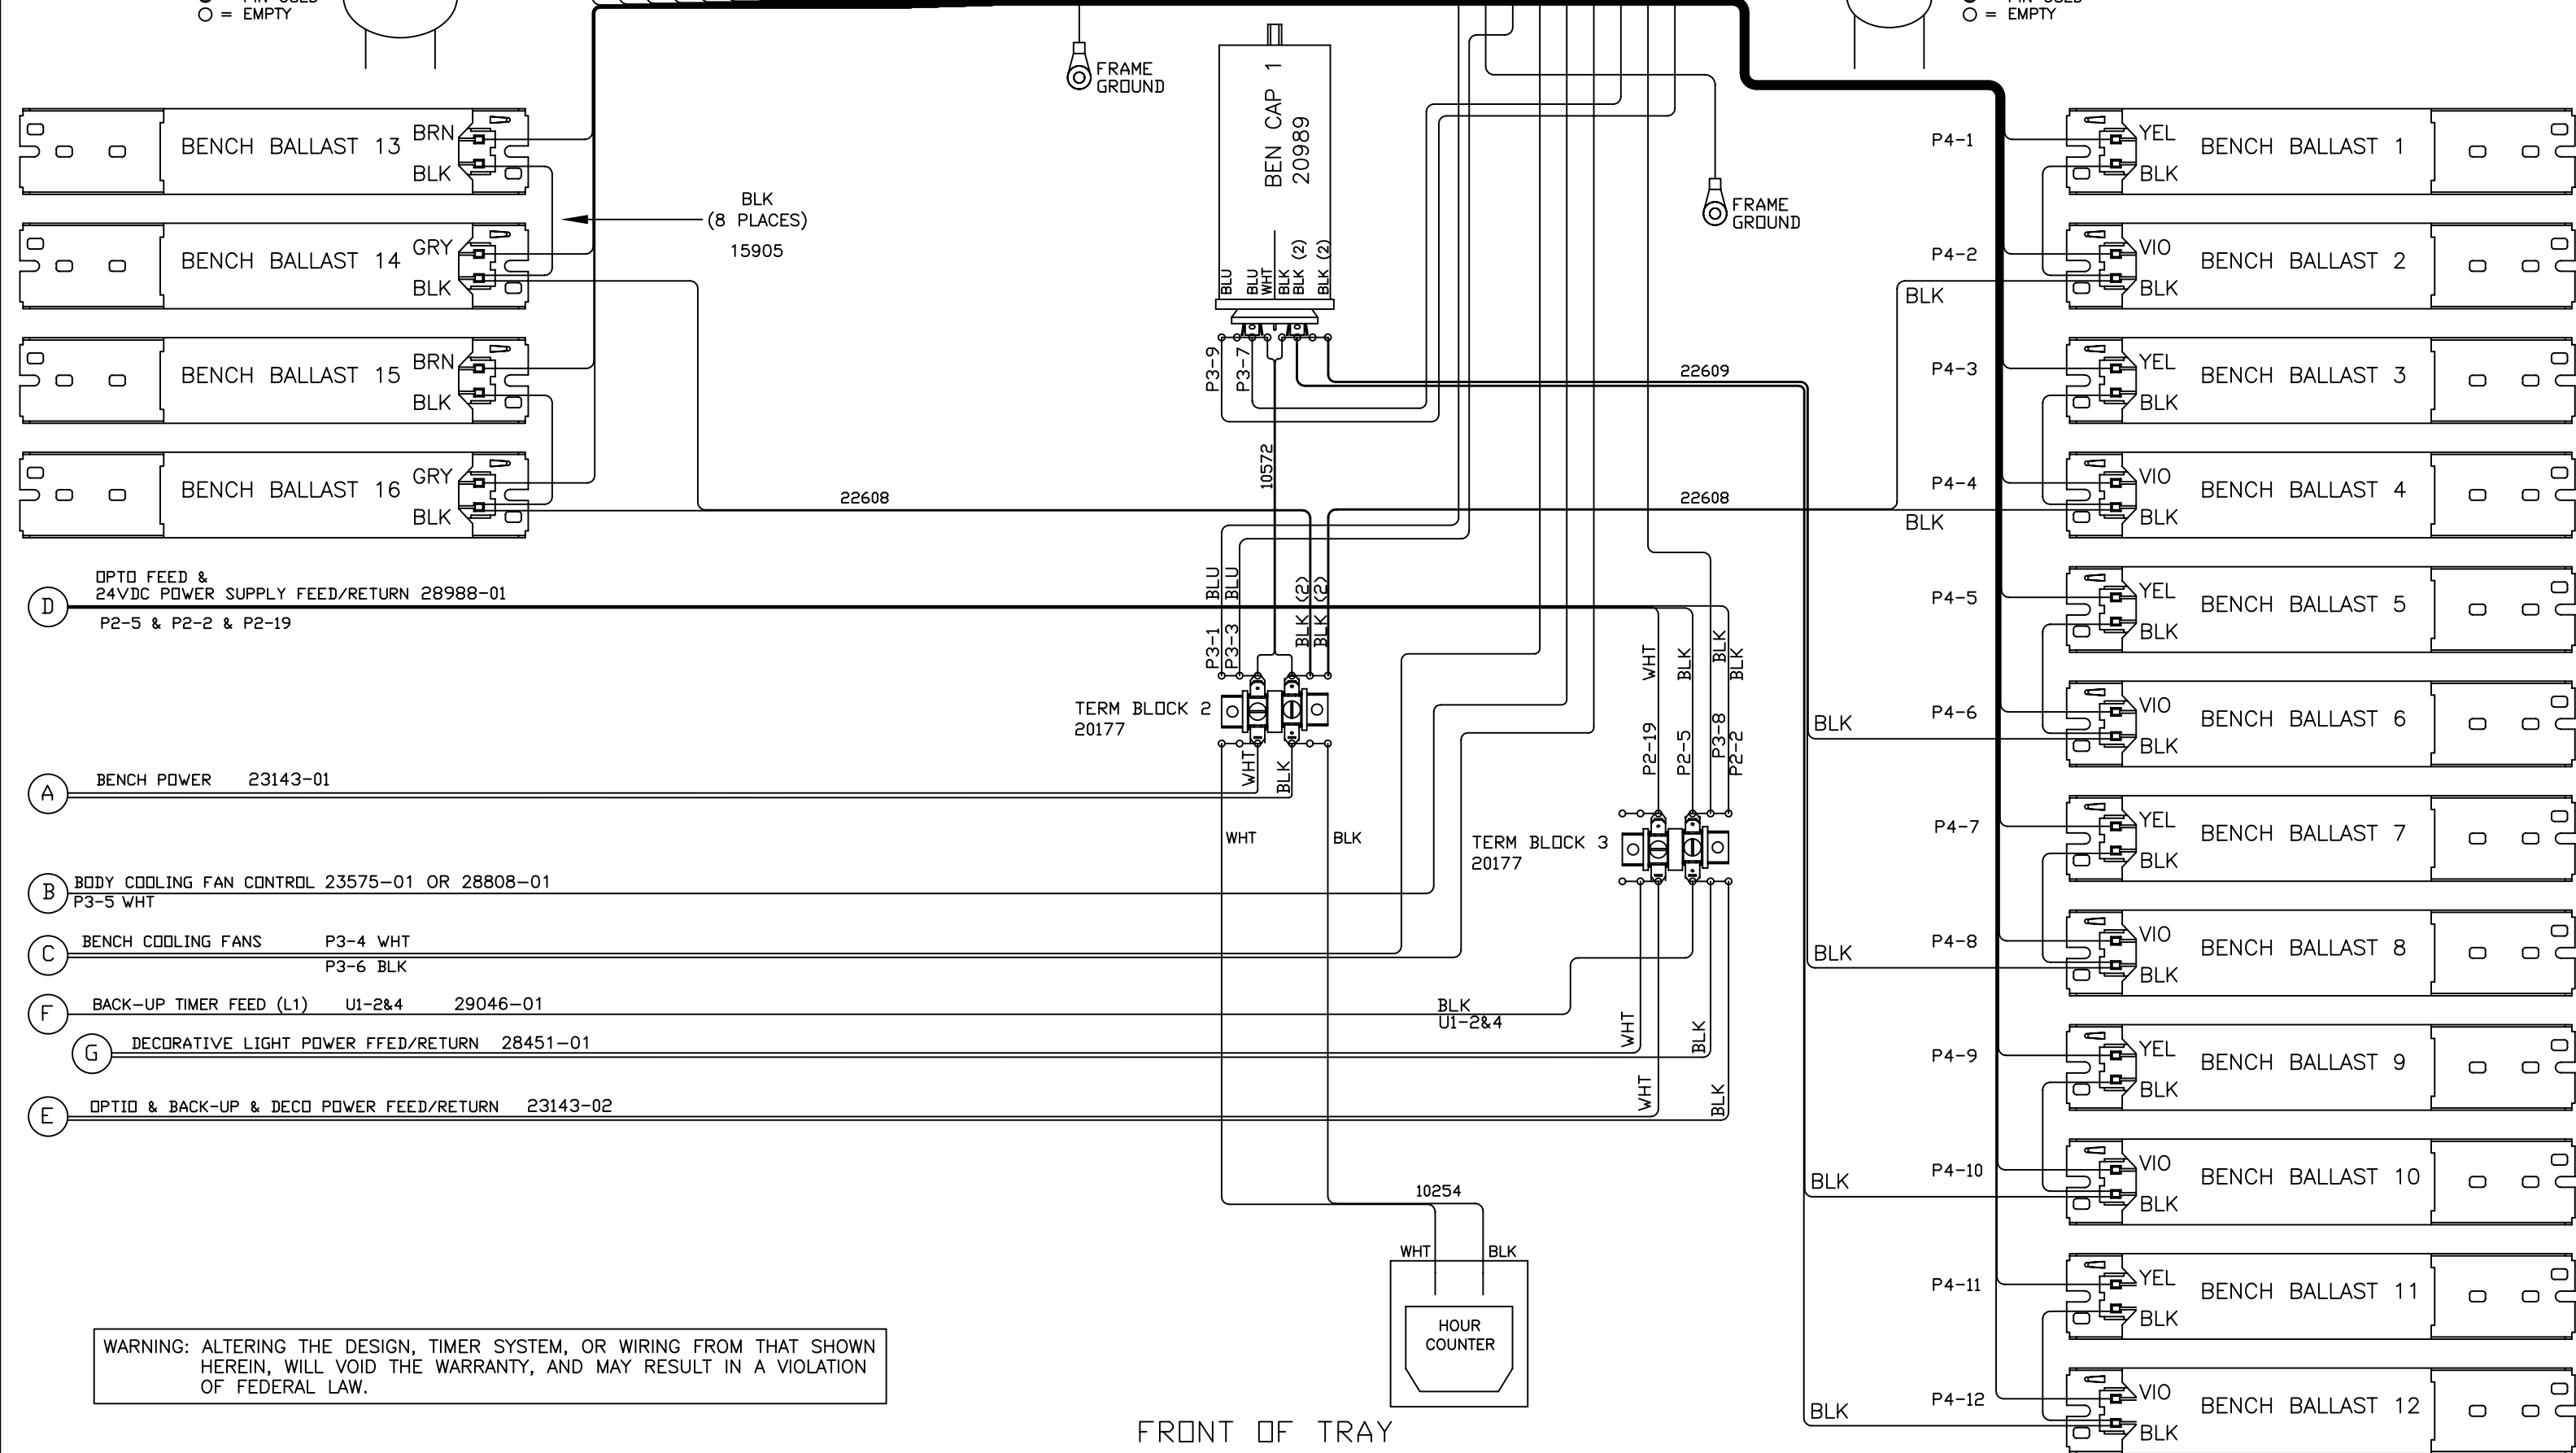 = EMPTY
= EMPTY
FRAME
GROUND
BEN CAP 1
20989
BLU
BLU
WHT
BLK
BLK (2)
BLK (2)
FRAME
GROUND
BENCH BALLAST 13
BRN
BLK
BENCH BALLAST 14
GRY
BLK
BENCH BALLAST 15
BRN
BLK
BENCH BALLAST 16
GRY
BLK
BLK
(8 PLACES)
15905
P3-9
P3-7
22609
10572
22608
22608
P4-1
YEL
BLK
BENCH BALLAST 1
P4-2
VIO
BLK
BLK
BENCH BALLAST 2
P4-3
YEL
BLK
BENCH BALLAST 3
P4-4
VIO
BLK
BLK
BENCH BALLAST 4
P4-5
YEL
BLK
BENCH BALLAST 5
P4-6
VIO
BLK
BLK
BENCH BALLAST 6
P4-7
YEL
BLK
BENCH BALLAST 7
P4-8
VIO
BLK
BLK
BENCH BALLAST 8
P4-9
YEL
BLK
BENCH BALLAST 9
P4-10
VIO
BLK
BLK
BENCH BALLAST 10
P4-11
YEL
BLK
BENCH BALLAST 11
P4-12
VIO
BLK
BLK
BENCH BALLAST 12
D
OPTO FEED &
24VDC POWER SUPPLY FEED/RETURN 28988-01
P2-5 & P2-2 & P2-19
P3-1 BLU
P3-3 BLU
BLK (2)
BLK (2)
TERM BLOCK 2
20177
WHT
BLK
WHT
BLK
P2-19 WHT
P2-5 BLK
P3-8 BLK
P2-2 BLK
TERM BLOCK 3
20177
A
BENCH POWER 23143-01
B
BODY COOLING FAN CONTROL 23575-01 OR 28808-01
P3-5 WHT
C
BENCH COOLING FANS P3-4 WHT
P3-6 BLK
F
BACK-UP TIMER FEED (L1) U1-2&4 29046-01
BLK
U1-2&4
G
DECORATIVE LIGHT POWER FFED/RETURN 28451-01
WHT
BLK
E
OPTIO & BACK-UP & DECO POWER FEED/RETURN 23143-02
WHT
BLK
10254
WHT
BLK
HOUR
COUNTER
WARNING: ALTERING THE DESIGN, TIMER SYSTEM, OR WIRING FROM THAT SHOWN
HEREIN, WILL VOID THE WARRANTY, AND MAY RESULT IN A VIOLATION
OF FEDERAL LAW.
FRONT OF TRAY